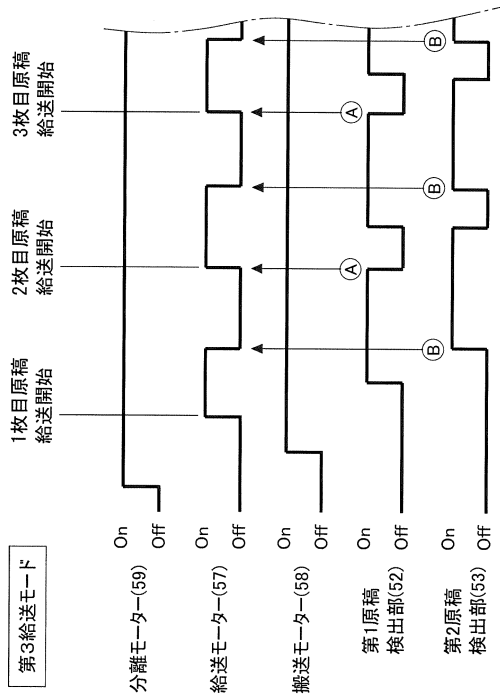 第3給送モード
1枚目原稿
給送開始
2枚目原稿
給送開始
3枚目原稿
給送開始
分離モーター(59)
On
Off
給送モーター(57)
On
Off
搬送モーター(58)
On
Off
第1原稿
検出部(52)
On
Off
第2原稿
検出部(53)
On
Off
A
A
B
B
B